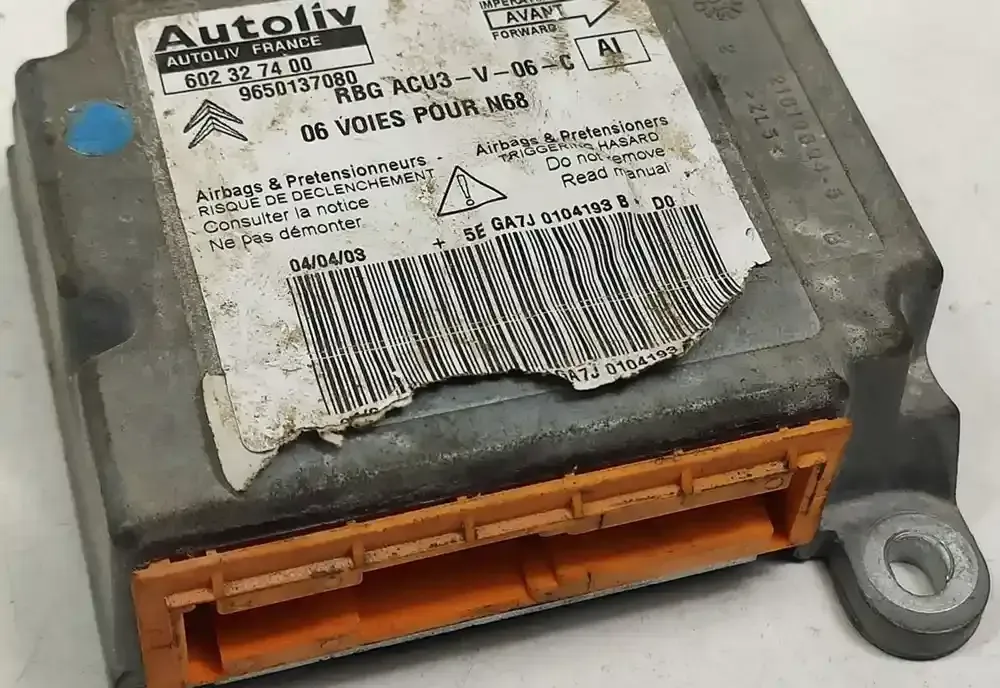 Autoliv
AUTOLIV FRANCE
602 32 74 00
9650137080
AVANT
FORWARD
RBG ACU3-V-06-C
AI
06 VOIES POUR N68
Airbags & Pretensionneurs
RISQUE DE DECLENCHEMENT
Consulter la notice
Ne pas démonter
Airbags & Pretensioners
TRIGGERING HASARD
Do not remove
Read manual
04/04/03 + 5E GA7J 0104193 B. D0
GA7J 0104193